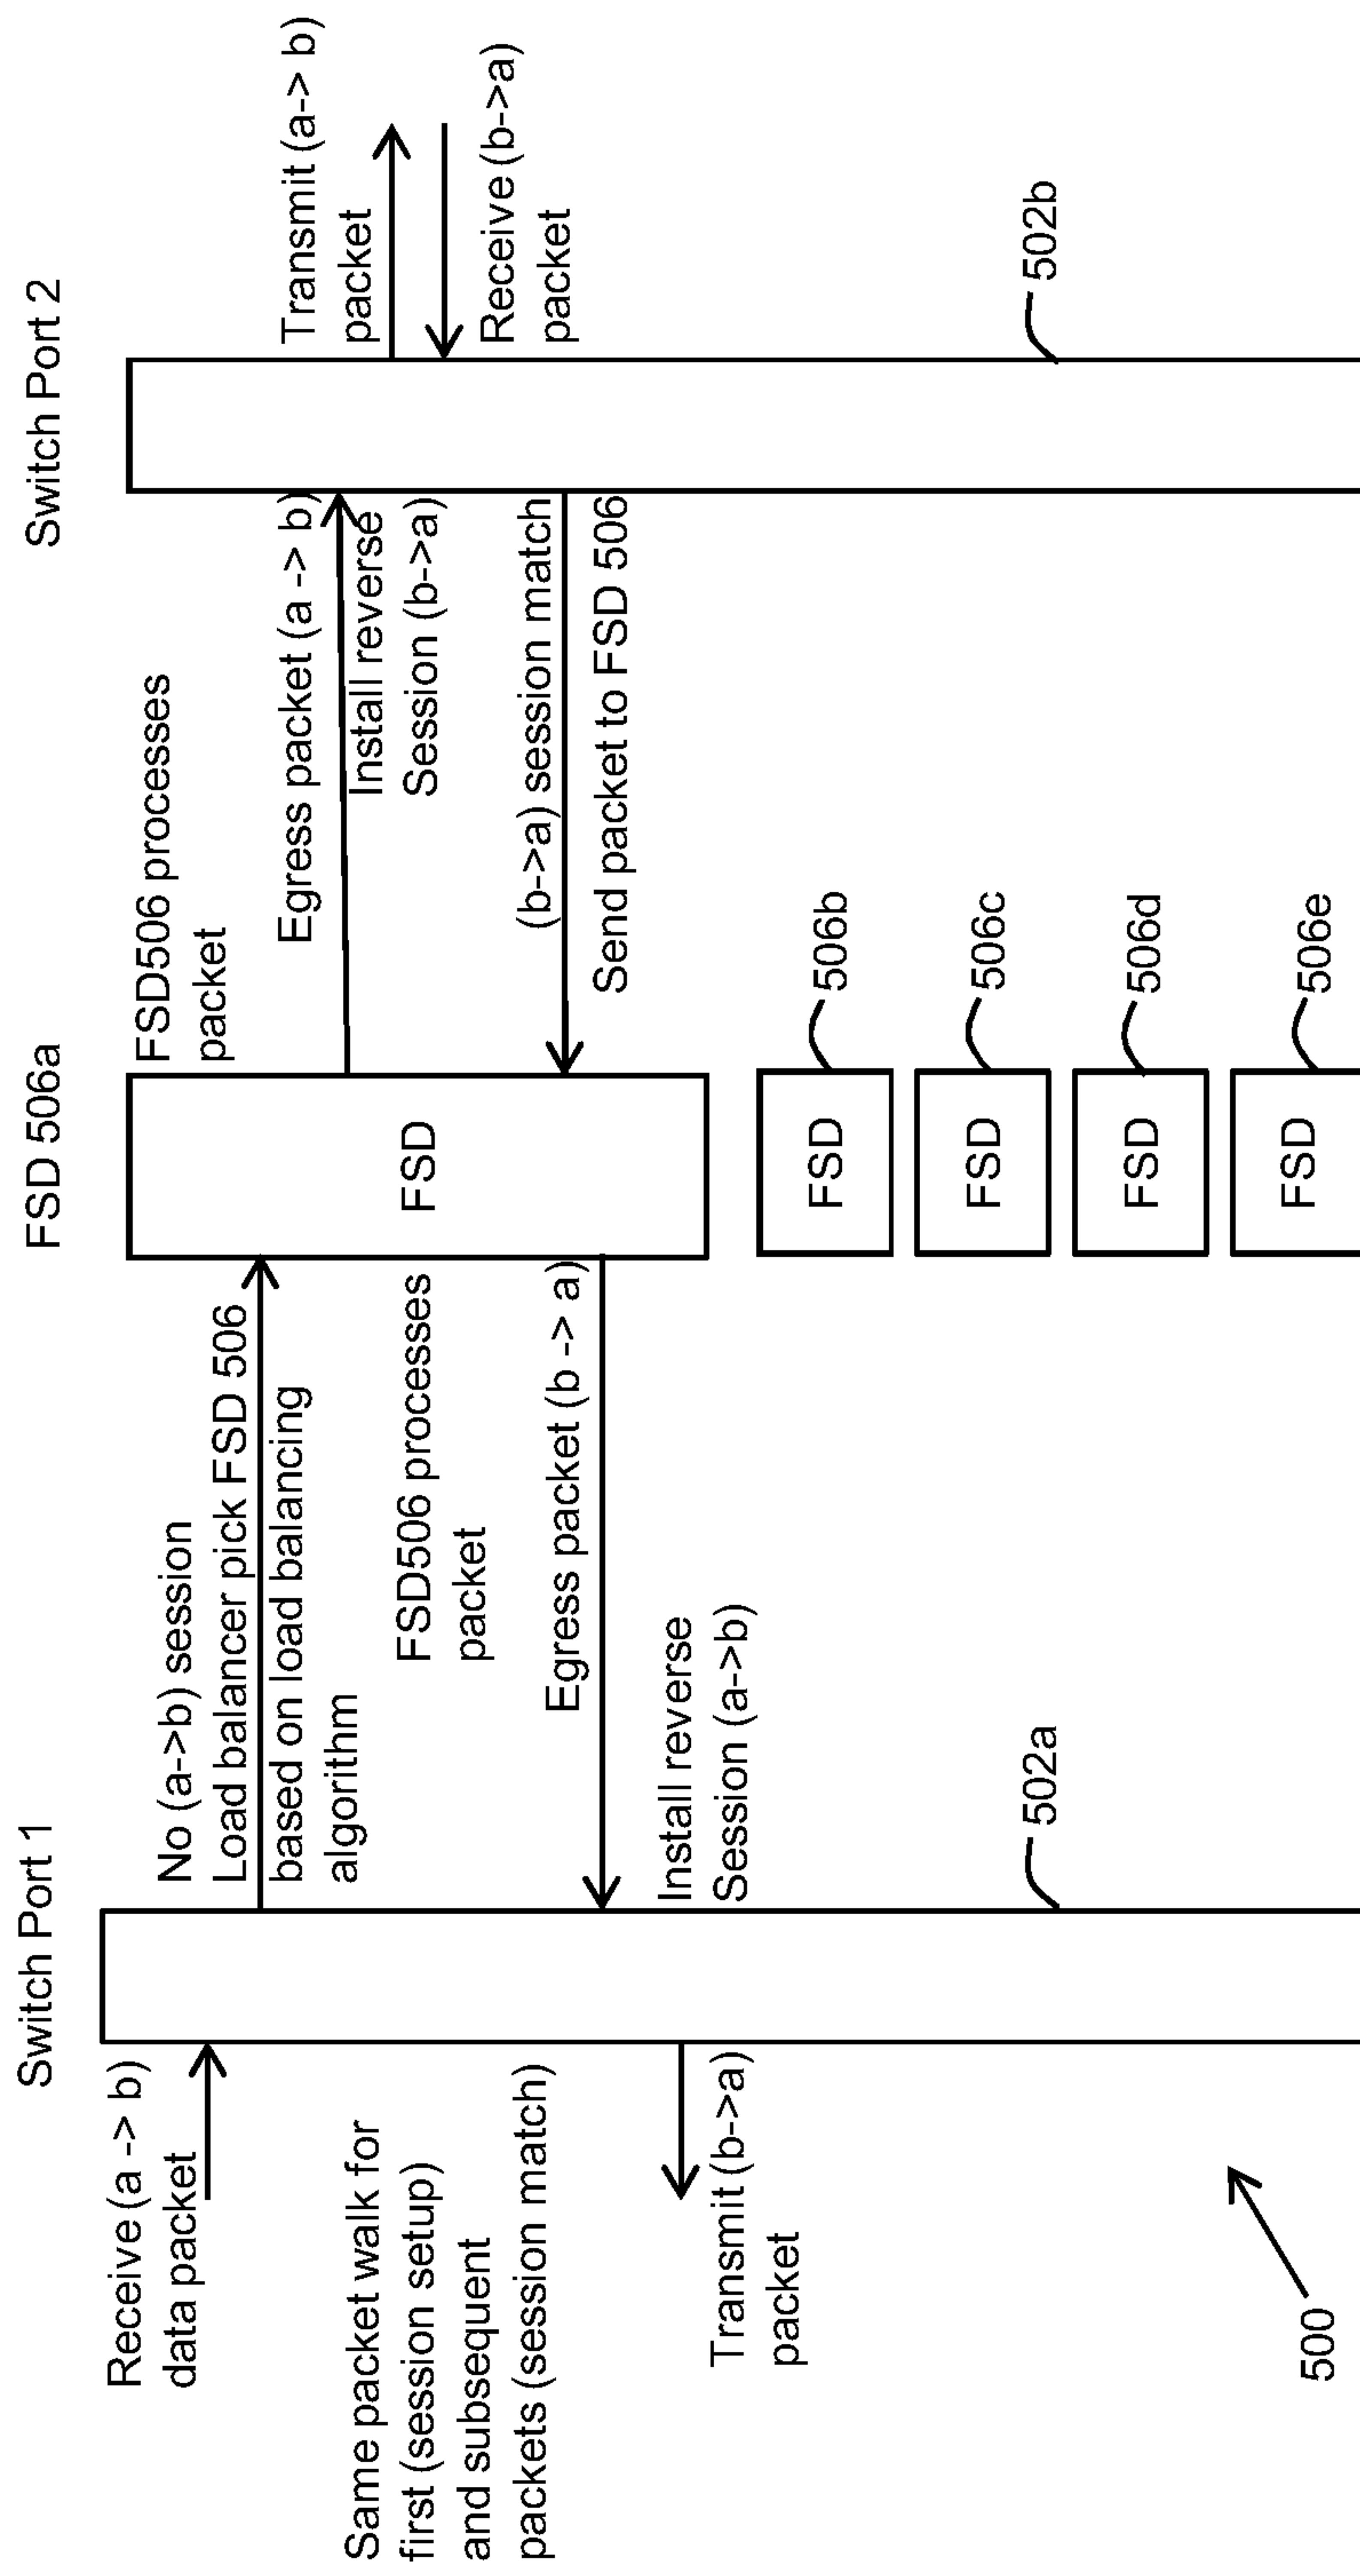 Switch Port 1
FSD 506a
Switch Port 2
Receive (a -> b)
data packet
No (a->b) session
Load balancer pick FSD 506
based on load balancing
algorithm
FSD506 processes
packet
Egress packet (a -> b)
Install reverse
Session (b->a)
Transmit (a-> b)
packet
Receive (b->a)
packet
Same packet walk for
first (session setup)
and subsequent
packets (session match)
FSD
(b->a) session match
Send packet to FSD 506
FSD506 processes
packet
Egress packet (b -> a)
Install reverse
Session (a->b)
Transmit (b->a)
packet
FSD
506b
FSD
506c
FSD
506d
FSD
506e
502a
502b
500